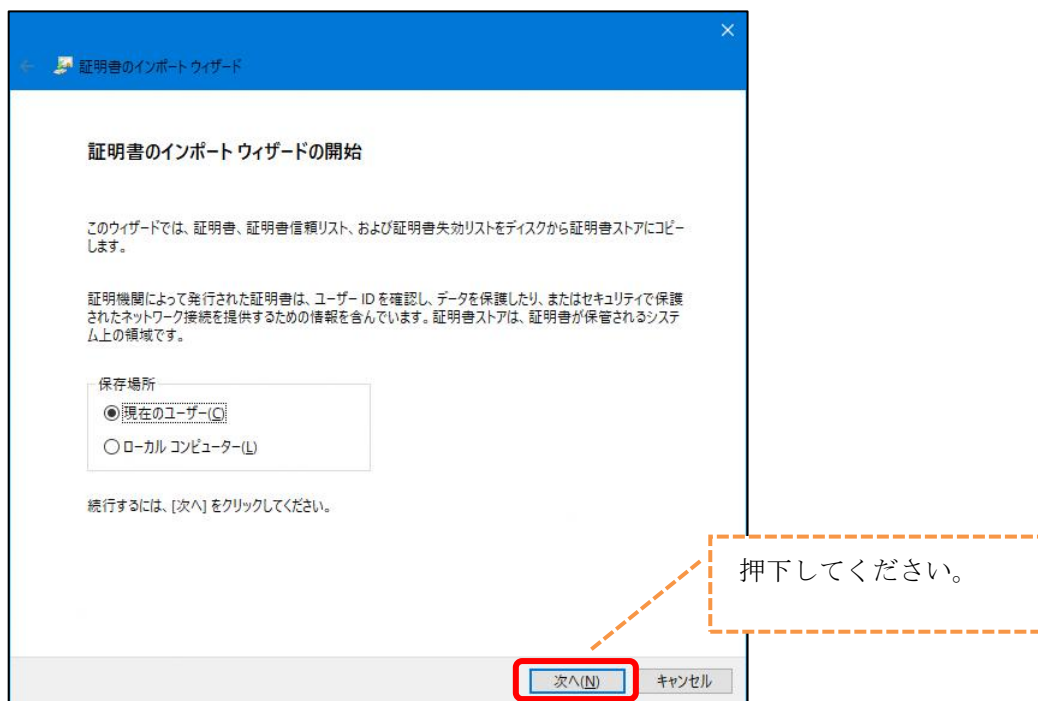 証明書のインポート ウィザード
証明書のインポート ウィザードの開始
このウィザードでは、証明書、証明書信頼リスト、および証明書失効リストをディスクから証明書ストアにコピー
します。
証明機関によって発行された証明書は、ユーザー ID を確認し、データを保護したり、またはセキュリティで保護
されたネットワーク接続を提供するための情報を含んでいます。証明書ストアは、証明書が保管されるシステ
ム上の領域です。
保存場所
現在のユーザー(C)
ローカル コンピューター(L)
続行するには、[次へ] をクリックしてください。
押下してください。
次へ(N)
キャンセル